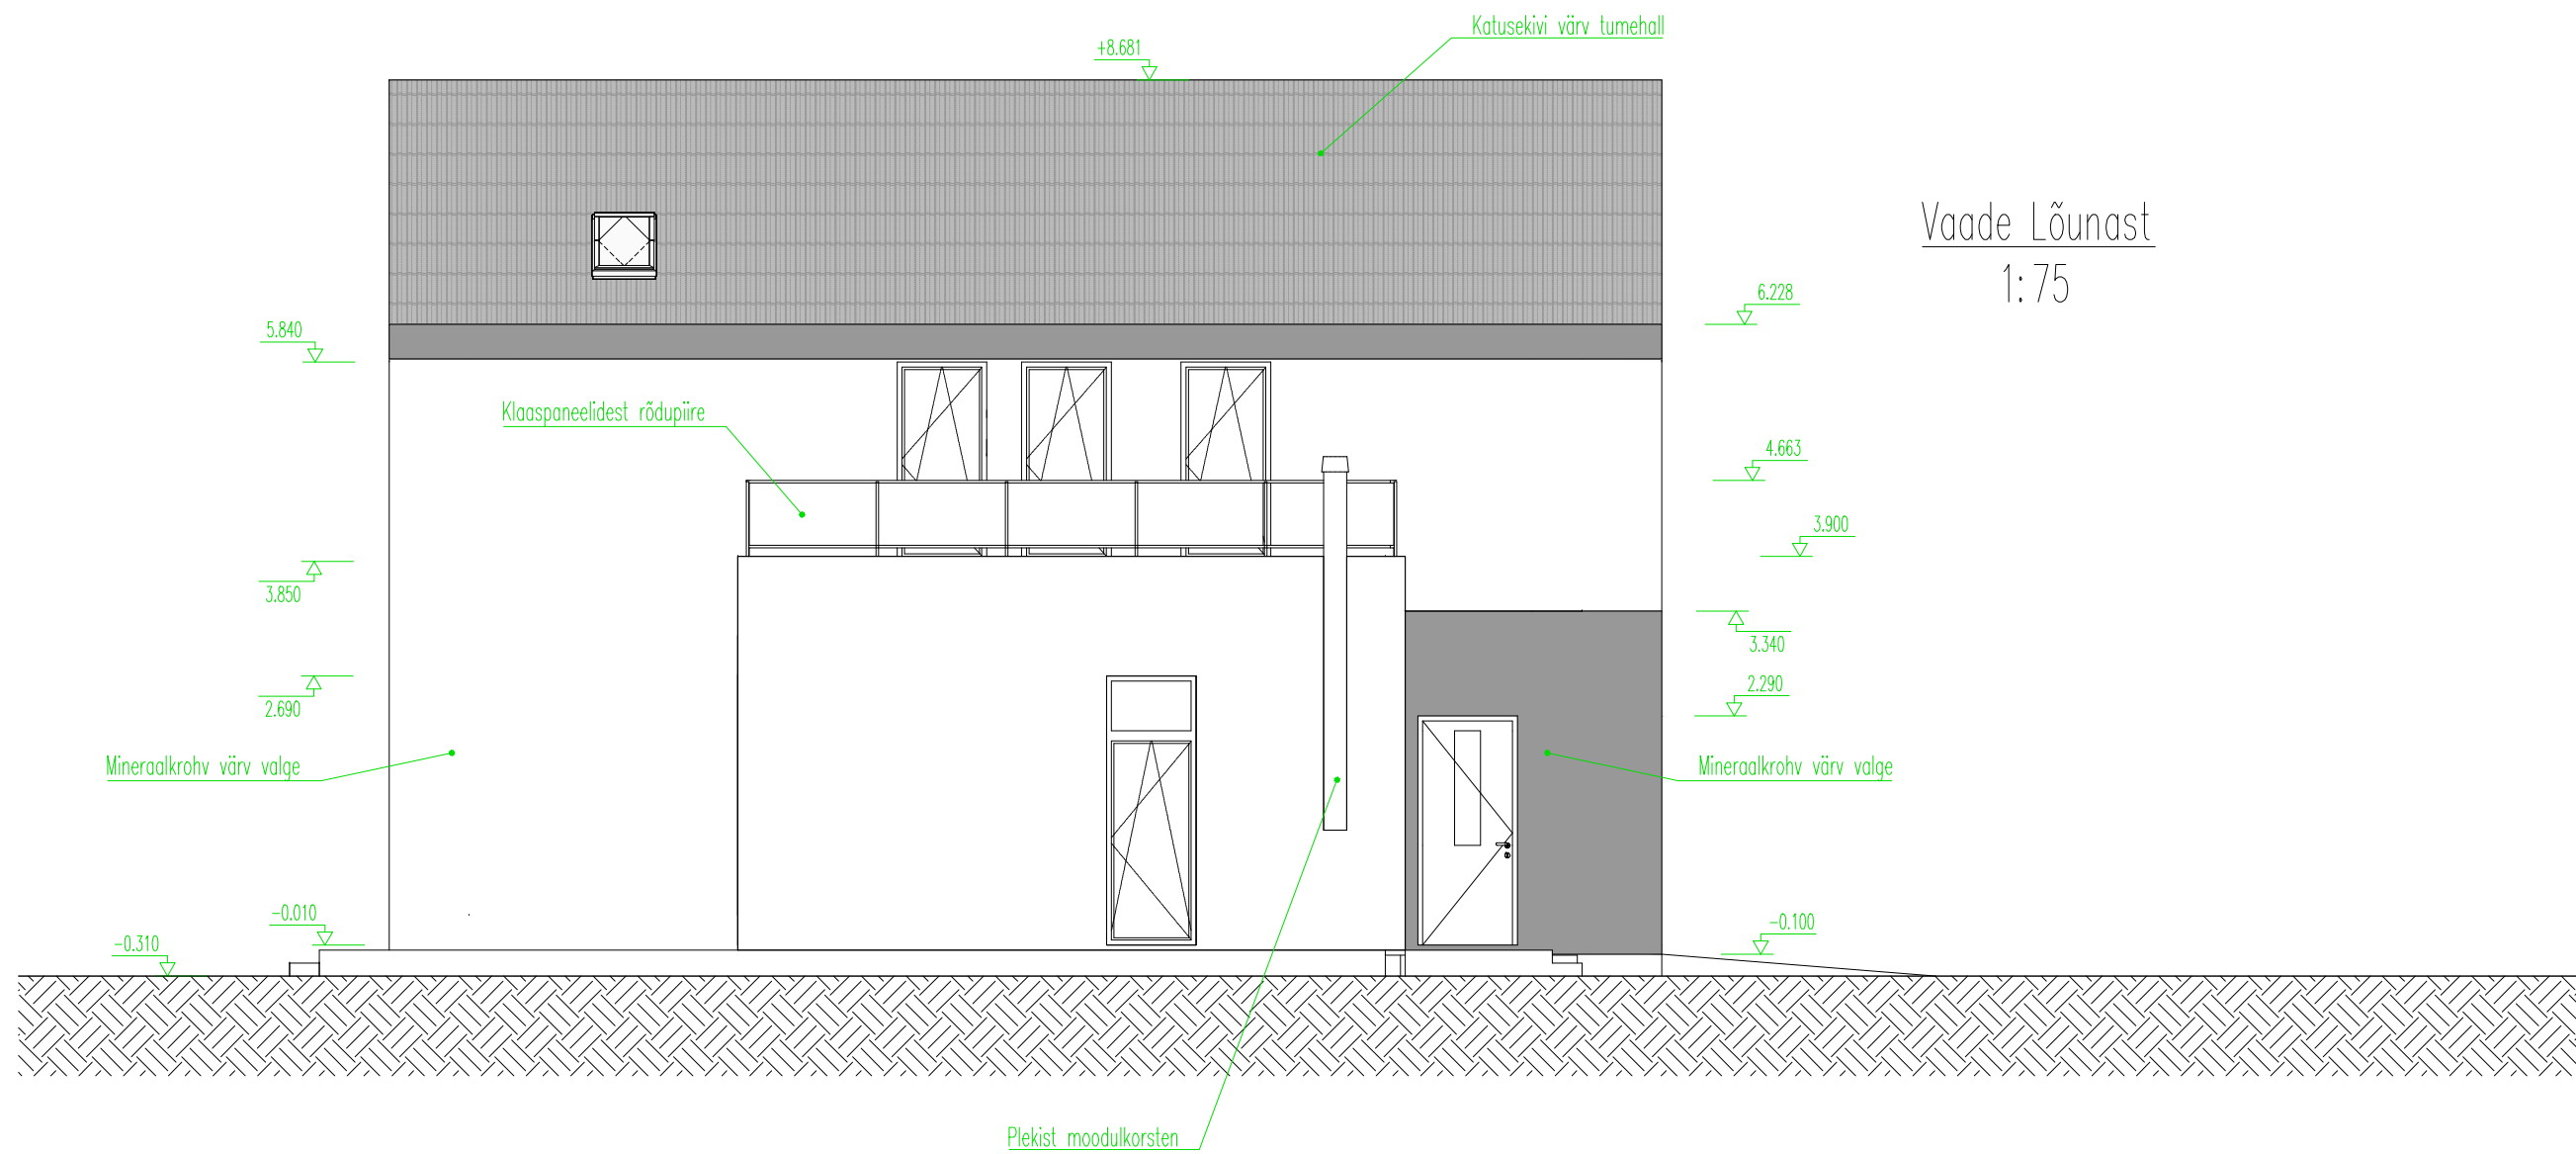 Katusekivi värv tumehall
+8.681
Vaade Lõunast
1:75
6.228
5.840
Klaaspaneelidest rõdupiire
4.663
3.900
3.850
3.340
2.290
2.690
Mineraalkrohv värv valge
Mineraalkrohv värv valge
-0.010
-0.100
-0.310
Plekist moodulkorsten